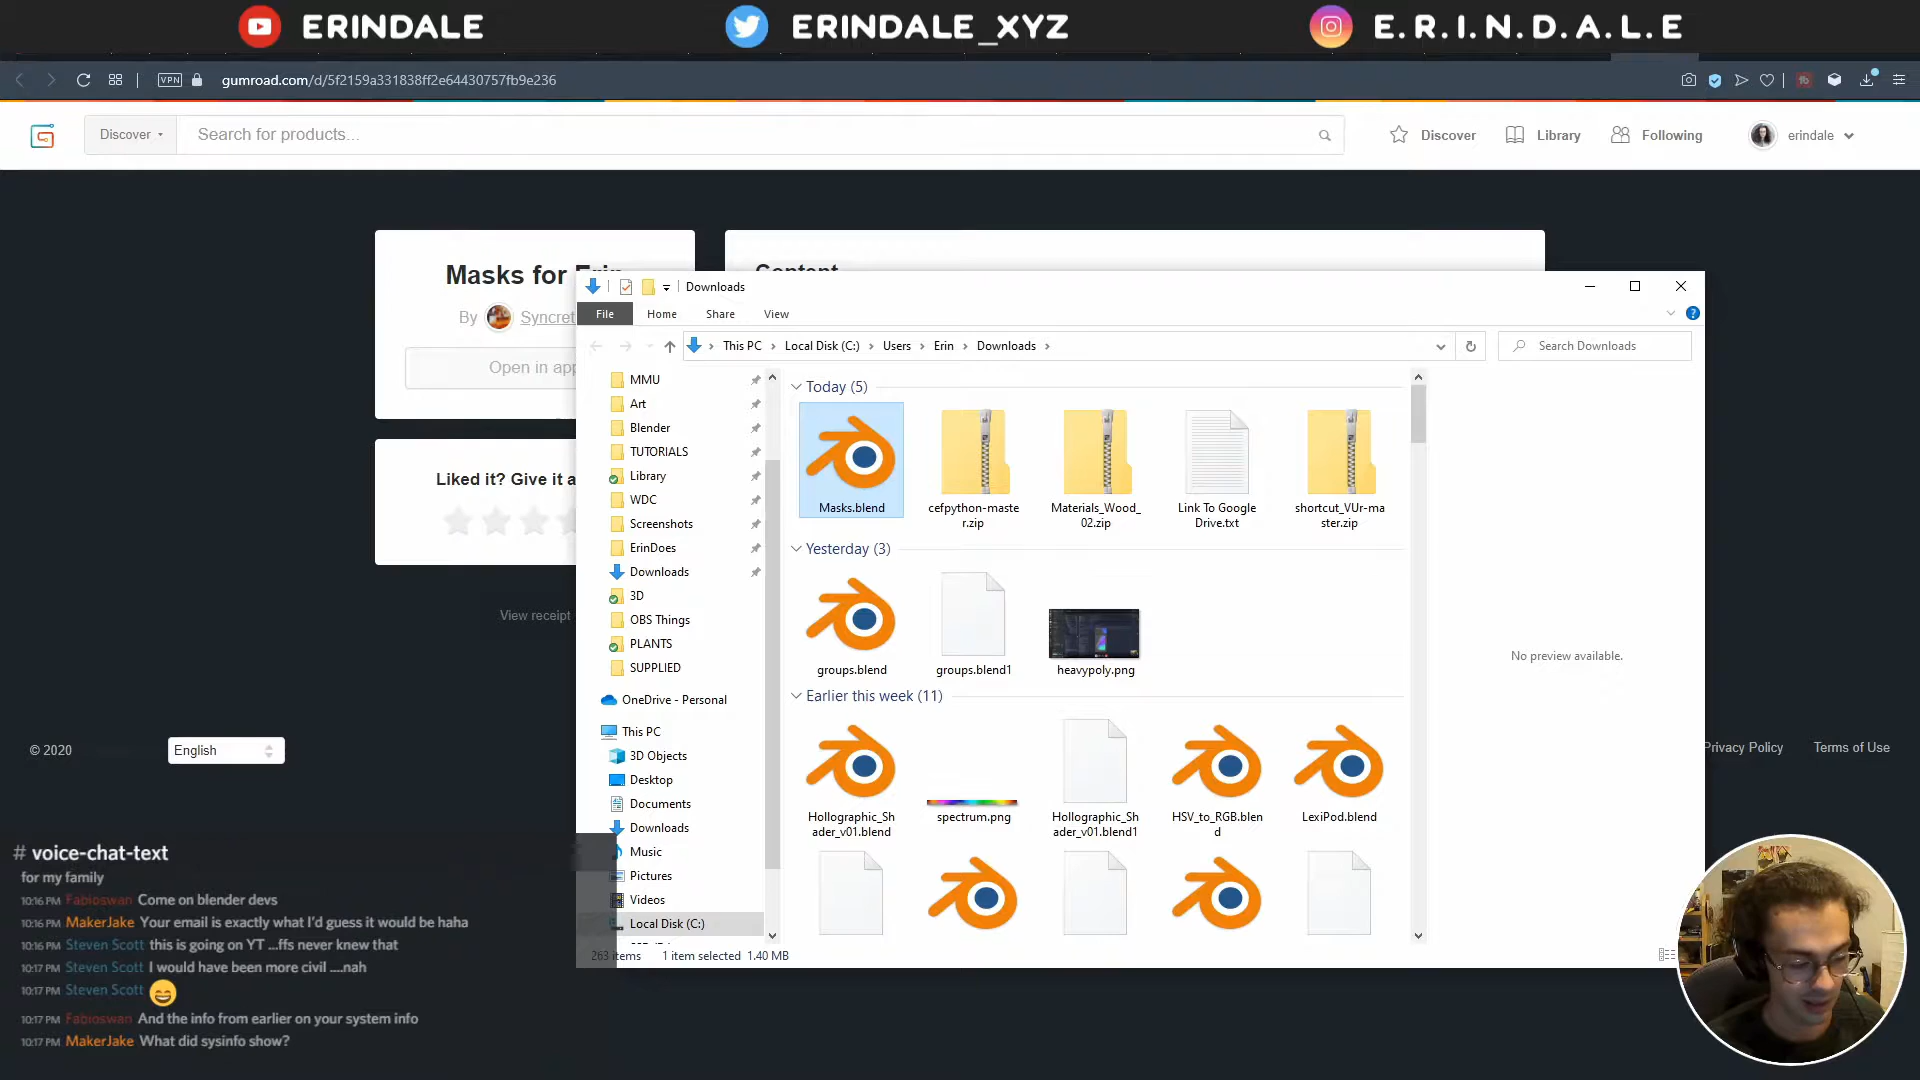 ERINDALE
ERINDALE_XYZ
E.R.I.N.D.A.L.E
VPN
gumroad.com/d/5f2159a331838ff2e64430757fb9e236
Discover
Search for products...
Discover
Library
Following
erindale
Masks for Erin
Content
By
Open in app
Liked it? Give it a
View receipt
© 2020
English
Privacy Policy
Terms of Use
Downloads
File
Home
Share
View
This PC
Local Disk (C:)
Users
Erin
Downloads
Search Downloads
MMU
Art
Blender
TUTORIALS
Library
WDC
Screenshots
ErinDoes
Downloads
3D
OBS Things
PLANTS
SUPPLIED
OneDrive - Personal
This PC
3D Objects
Desktop
Documents
Downloads
Music
Pictures
Videos
Local Disk (C:)
Today (5)
Masks.blend
cefpython-maste
r.zip
Materials_Wood_
02.zip
Link To Google
Drive.txt
shortcut_VUr-ma
ster.zip
Yesterday (3)
groups.blend
groups.blend1
heavypoly.png
Earlier this week (11)
Hollographic_Sh
ader_v01.blend
spectrum.png
Hollographic_Sh
ader_v01.blend1
HSV_to_RGB.blen
d
LexiPod.blend
No preview available.
263 items
1 item selected 1.40 MB
# voice-chat-text
for my family
10:16 PM Fabioswan Come on blender devs
10:16 PM MakerJake Your email is exactly what I'd guess it would be haha
10:16 PM Steven Scott this is going on YT ...ffs never knew that
10:17 PM Steven Scott I would have been more civil ....nah
10:17 PM Steven Scott
10:17 PM Fabioswan And the info from earlier on your system info
10:17 PM MakerJake What did sysinfo show?